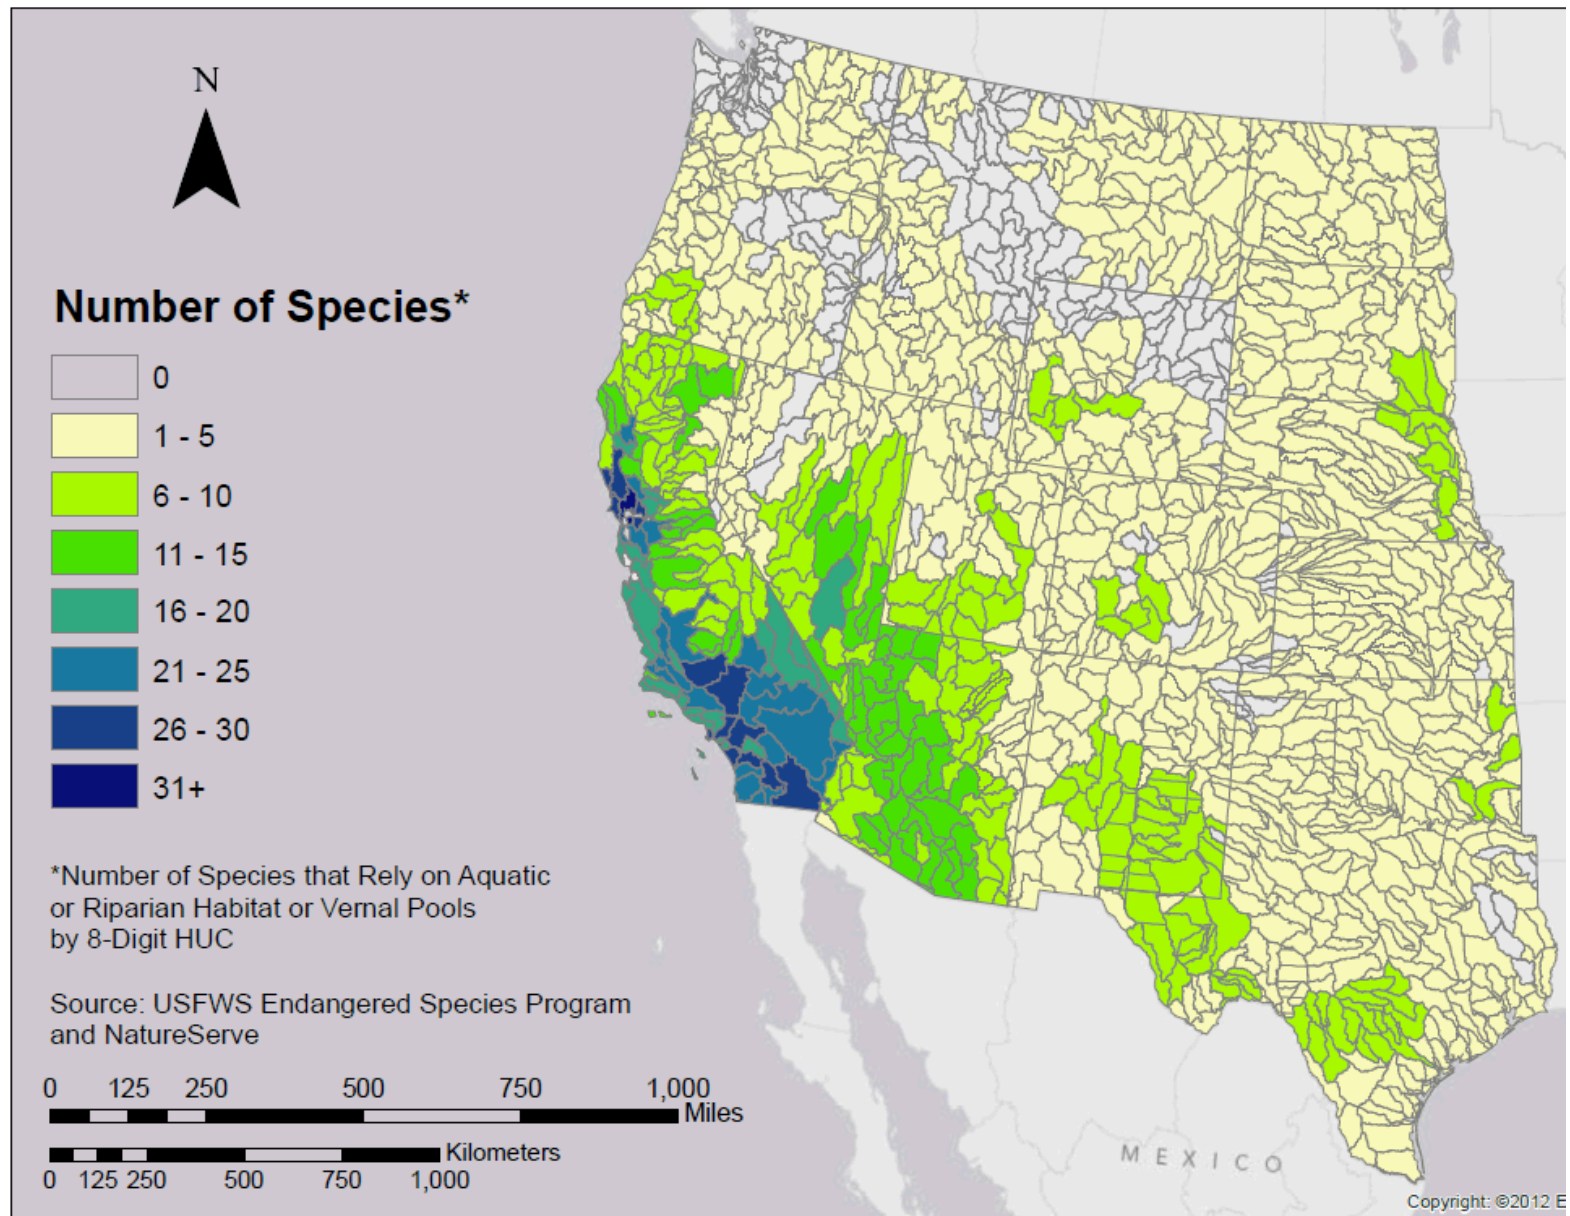 N
Number of Species*
0
1 - 5
6 - 10
11 - 15
16 - 20
21 - 25
26 - 30
31+
*Number of Species that Rely on Aquatic
or Riparian Habitat or Vernal Pools
by 8-Digit HUC
Source: USFWS Endangered Species Program
and NatureServe
0 125 250 500 750 1,000
Miles
Kilometers
0 125 250 500 750 1,000
MEXICO
Copyright: ©2012 E